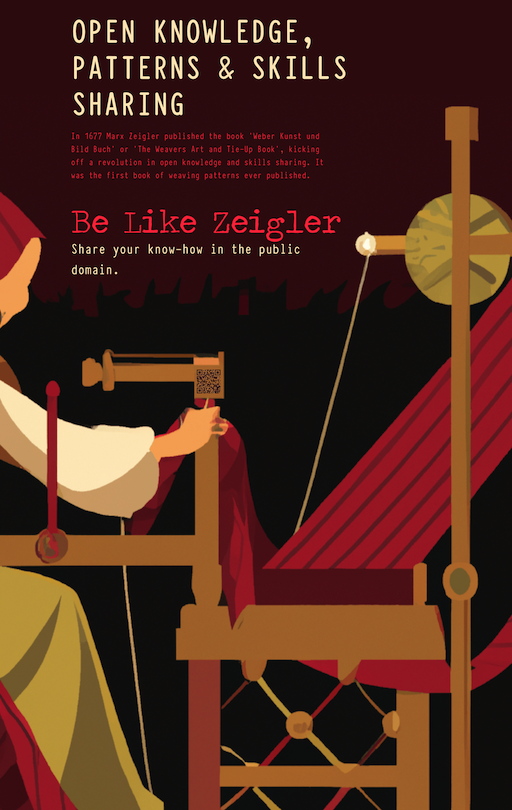 OPEN KNOWLEDGE,
PATTERNS & SKILLS
SHARING
In 1677 Marx Zeigler published the book 'Weber Kunst und
Bild Buch' or 'The Weavers Art and Tie-Up Book', kicking
off a revolution in open knowledge and skills sharing. It
was the first book of weaving patterns ever published.
Be Like Zeigler
Share your know-how in the public
domain.